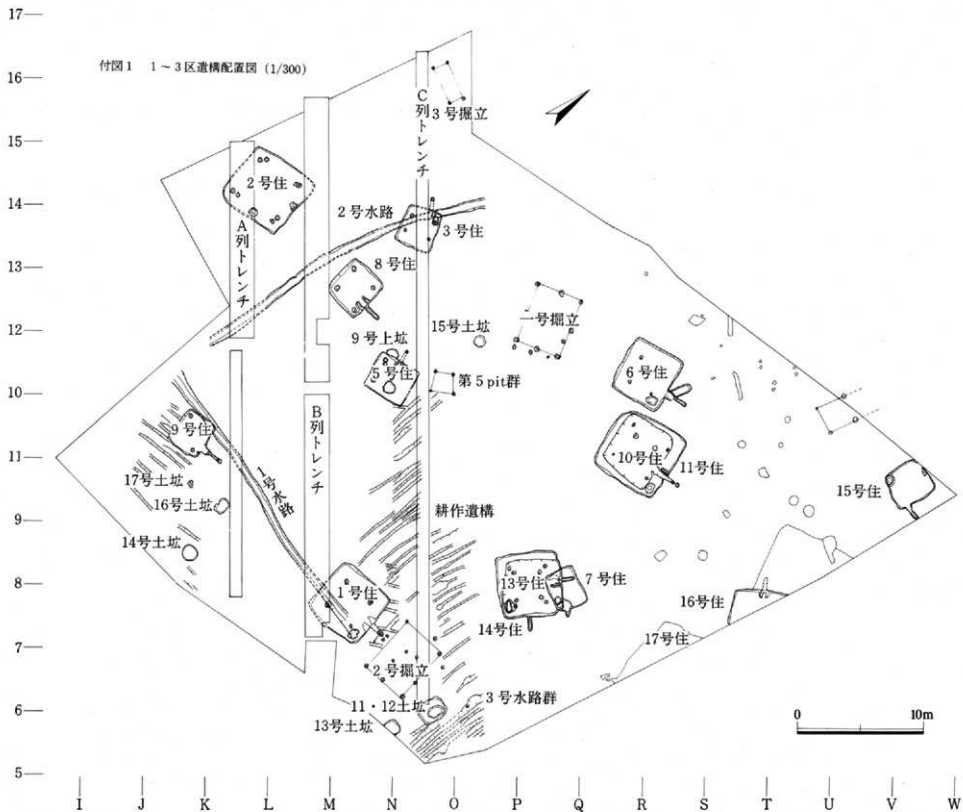 付図1 1～3区遺構配置図 (1/300)
17
16
15
14
13
12
10
11
9
8
7
6
5
I J K L M N O P Q R S T U V W
C列トレンチ
3号掘立
2号住
A列トレンチ
2号水路
3号住
8号住
一号掘立
15号土坛
9号上坛
5号住
第5pit群
6号住
B列トレンチ
9号住
10号住
11号住
17号土坛
16号土坛
1号水路
15号住
耕作遺構
14号土坛
1号住
13号住
7号住
16号住
14号住
17号住
2号掘立
11・12土坛
3号水路群
13号土坛
0 10m